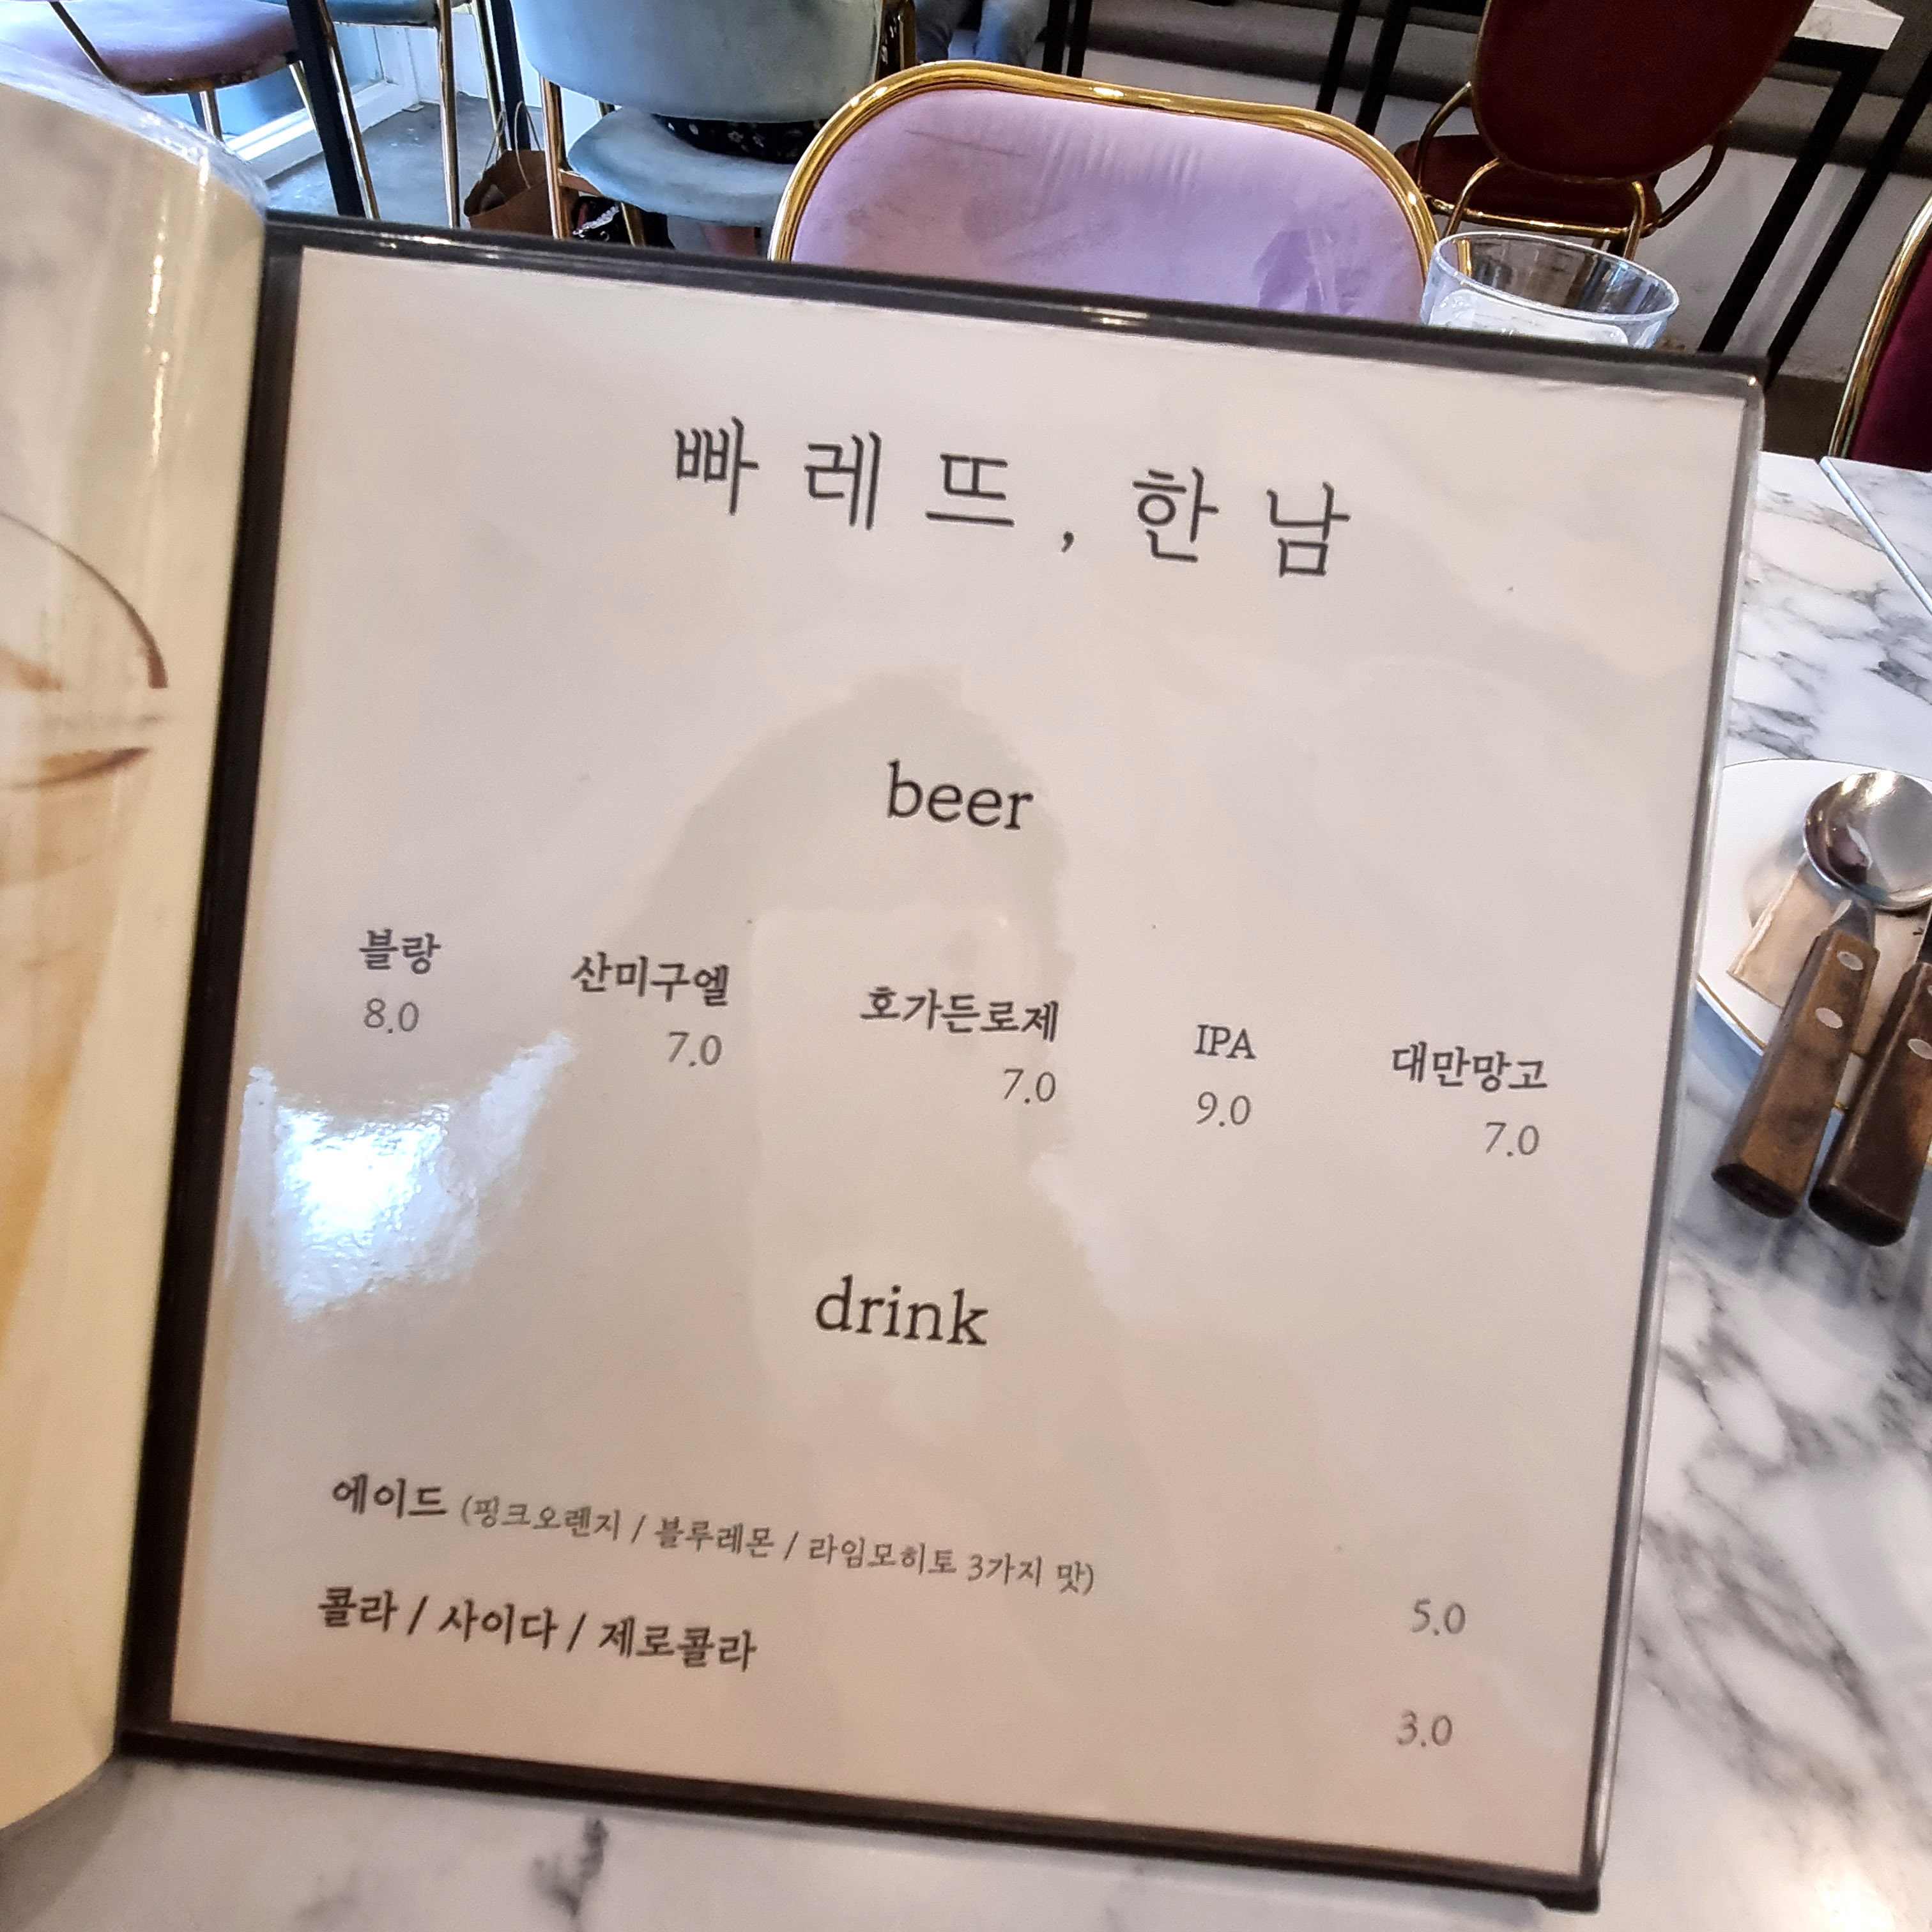 빠레뜨, 한남
beer
블랑 산미구엘 호가든로제 IPA 대만망고
8.0 7.0 7.0 9.0 7.0
drink
에이드 (핑크오렌지 / 블루레몬 / 라임모히토 3가지 맛) 5.0
콜라 / 사이다 / 제로콜라 3.0